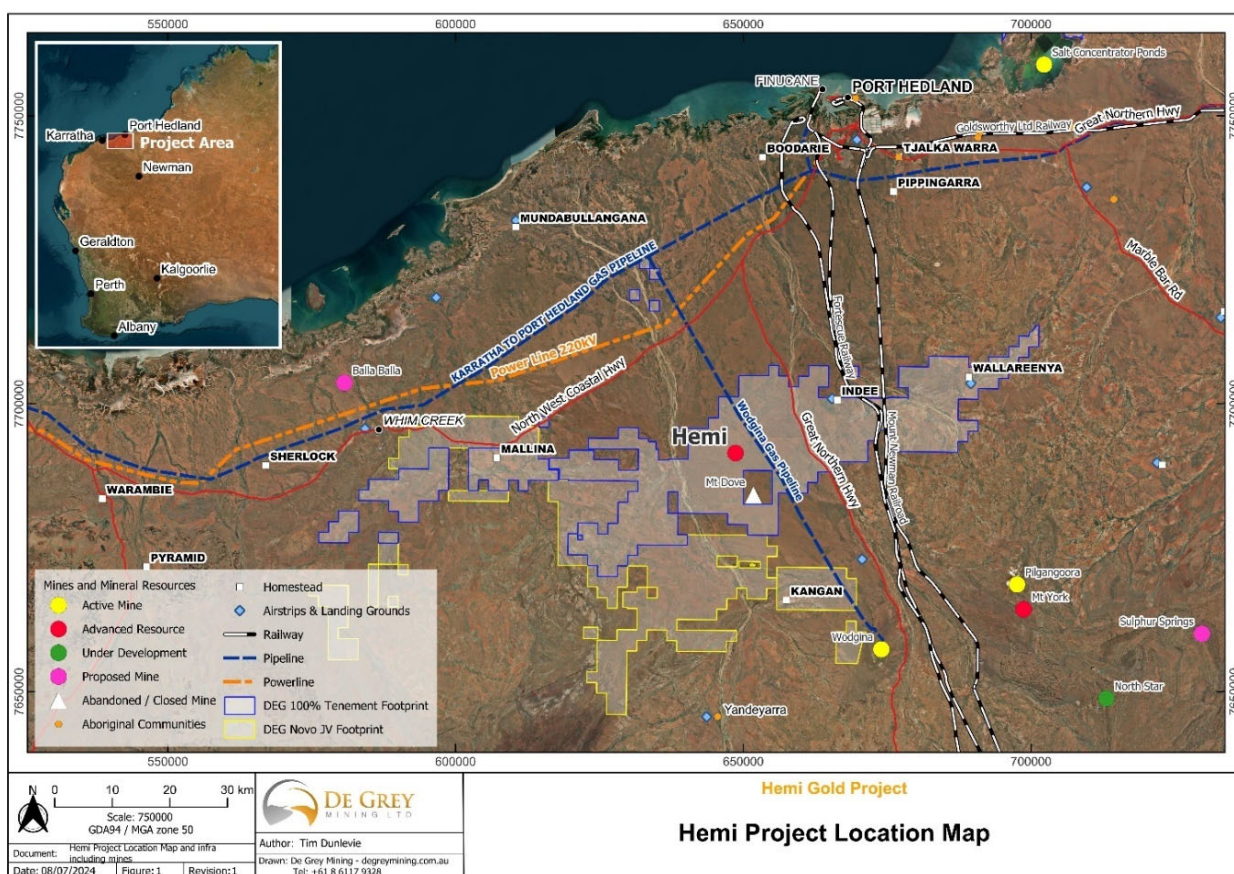 550000
600000
650000
700000
Karratha
Port Hedland
Project Area
Newman
Geraldton
Kalgoorlie
Perth
Albany
7750000
7750000
7700000
7700000
7650000
7650000
Salt Concentrator Ponds
FINUCANE
PORT HEDLAND
Goldsworthy Ltd Railway
Great Northern Hwy
BOODARIE
TJALKA WARRA
PIPPINGARRA
MUNDABULLANGANA
KARRATHA TO PORT HEDLAND GAS PIPELINE
Marble Bar Rd
Power Line 220kV
Fortescue Railway
Balla Balla
North West Coastal Hwy
WALLAREENYA
INDEE
WHIM CREEK
Wodgina Gas Pipeline
Great Northern Hwy
Mount Newman Railroad
Hemi
MALLINA
SHERLOCK
Mt Dove
WARAMBIE
PYRAMID
Pilgangoora
Mt York
KANGAN
Sulphur Springs
Wodgina
North Star
Yandeyarra
Mines and Mineral Resources
Active Mine
Advanced Resource
Under Development
Proposed Mine
Abandoned / Closed Mine
Aboriginal Communities
Homestead
Airstrips & Landing Grounds
Railway
Pipeline
Powerline
DEG 100% Tenement Footprint
DEG Novo JV Footprint
550000
600000
650000
700000
N
0 10 20 30 km
Scale: 750000
GDA94 / MGA zone 50
Document: Hemi Project Location Map and infra
including mines
Date: 08/07/2024 Figure: 1 Revision: 1
DE GREY
MINING LTD
Author: Tim Dunlevie
Drawn: De Grey Mining - degreymining.com.au
Tel: +61 8 6117 9328
Hemi Gold Project
Hemi Project Location Map